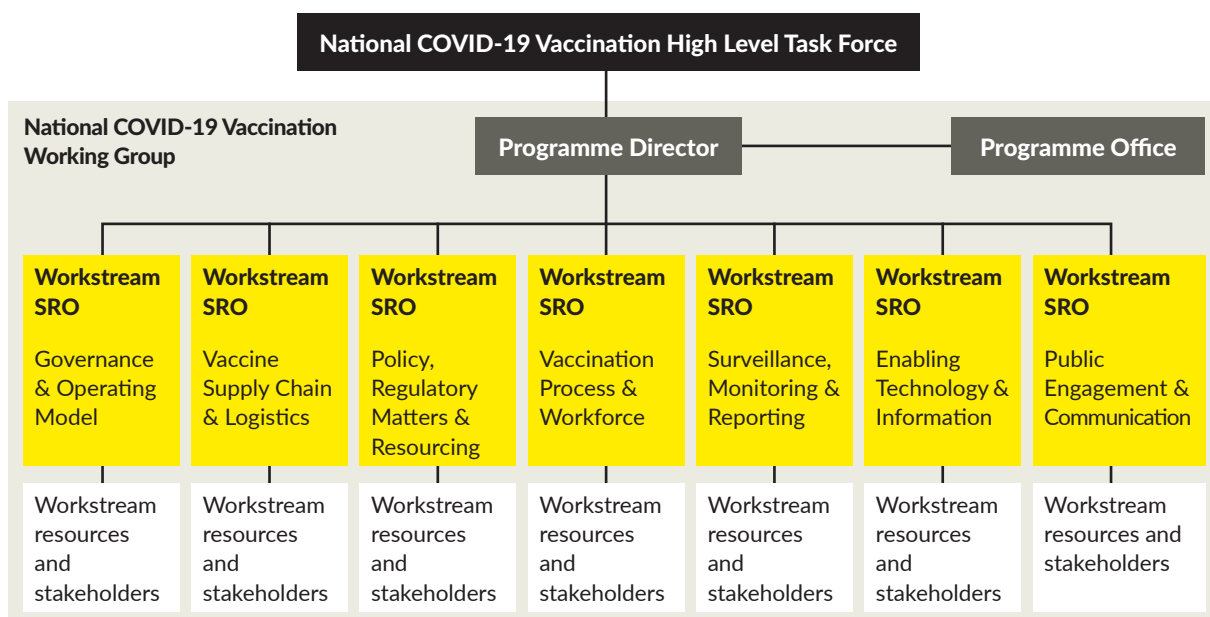 National COVID-19 Vaccination High Level Task Force
National COVID-19 Vaccination
Working Group
Programme Director
Programme Office
Workstream
SRO
Governance
& Operating
Model
Workstream
SRO
Vaccine
Supply Chain
& Logistics
Workstream
SRO
Policy,
Regulatory
Matters &
Resourcing
Workstream
SRO
Vaccination
Process &
Workforce
Workstream
SRO
Surveillance,
Monitoring &
Reporting
Workstream
SRO
Enabling
Technology &
Information
Workstream
SRO
Public
Engagement &
Communication
Workstream
resources
and
stakeholders
Workstream
resources
and
stakeholders
Workstream
resources
and
stakeholders
Workstream
resources
and
stakeholders
Workstream
resources
and
stakeholders
Workstream
resources
and
stakeholders
Workstream
resources and
stakeholders